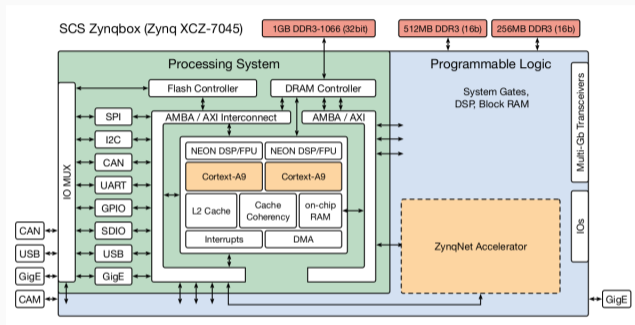 SCS Zynqbox (Zynq XCZ-7045)
1GB DDR3-1066 (32bit)
512MB DDR3 (16b)
256MB DDR3 (16b)
Processing System
Programmable Logic
Flash Controller
DRAM Controller
System Gates,
DSP, Block RAM
Multi-Gb Transceivers
IO MUX
SPI
I2C
CAN
UART
GPIO
SDIO
USB
GigE
AMBA / AXI Interconnect
AMBA / AXI
NEON DSP/FPU
NEON DSP/FPU
Cortext-A9
Cortext-A9
L2 Cache
Cache
Coherency
on-chip
RAM
Interrupts
DMA
ZynqNet Accelerator
IOs
CAN
USB
GigE
CAM
GigE